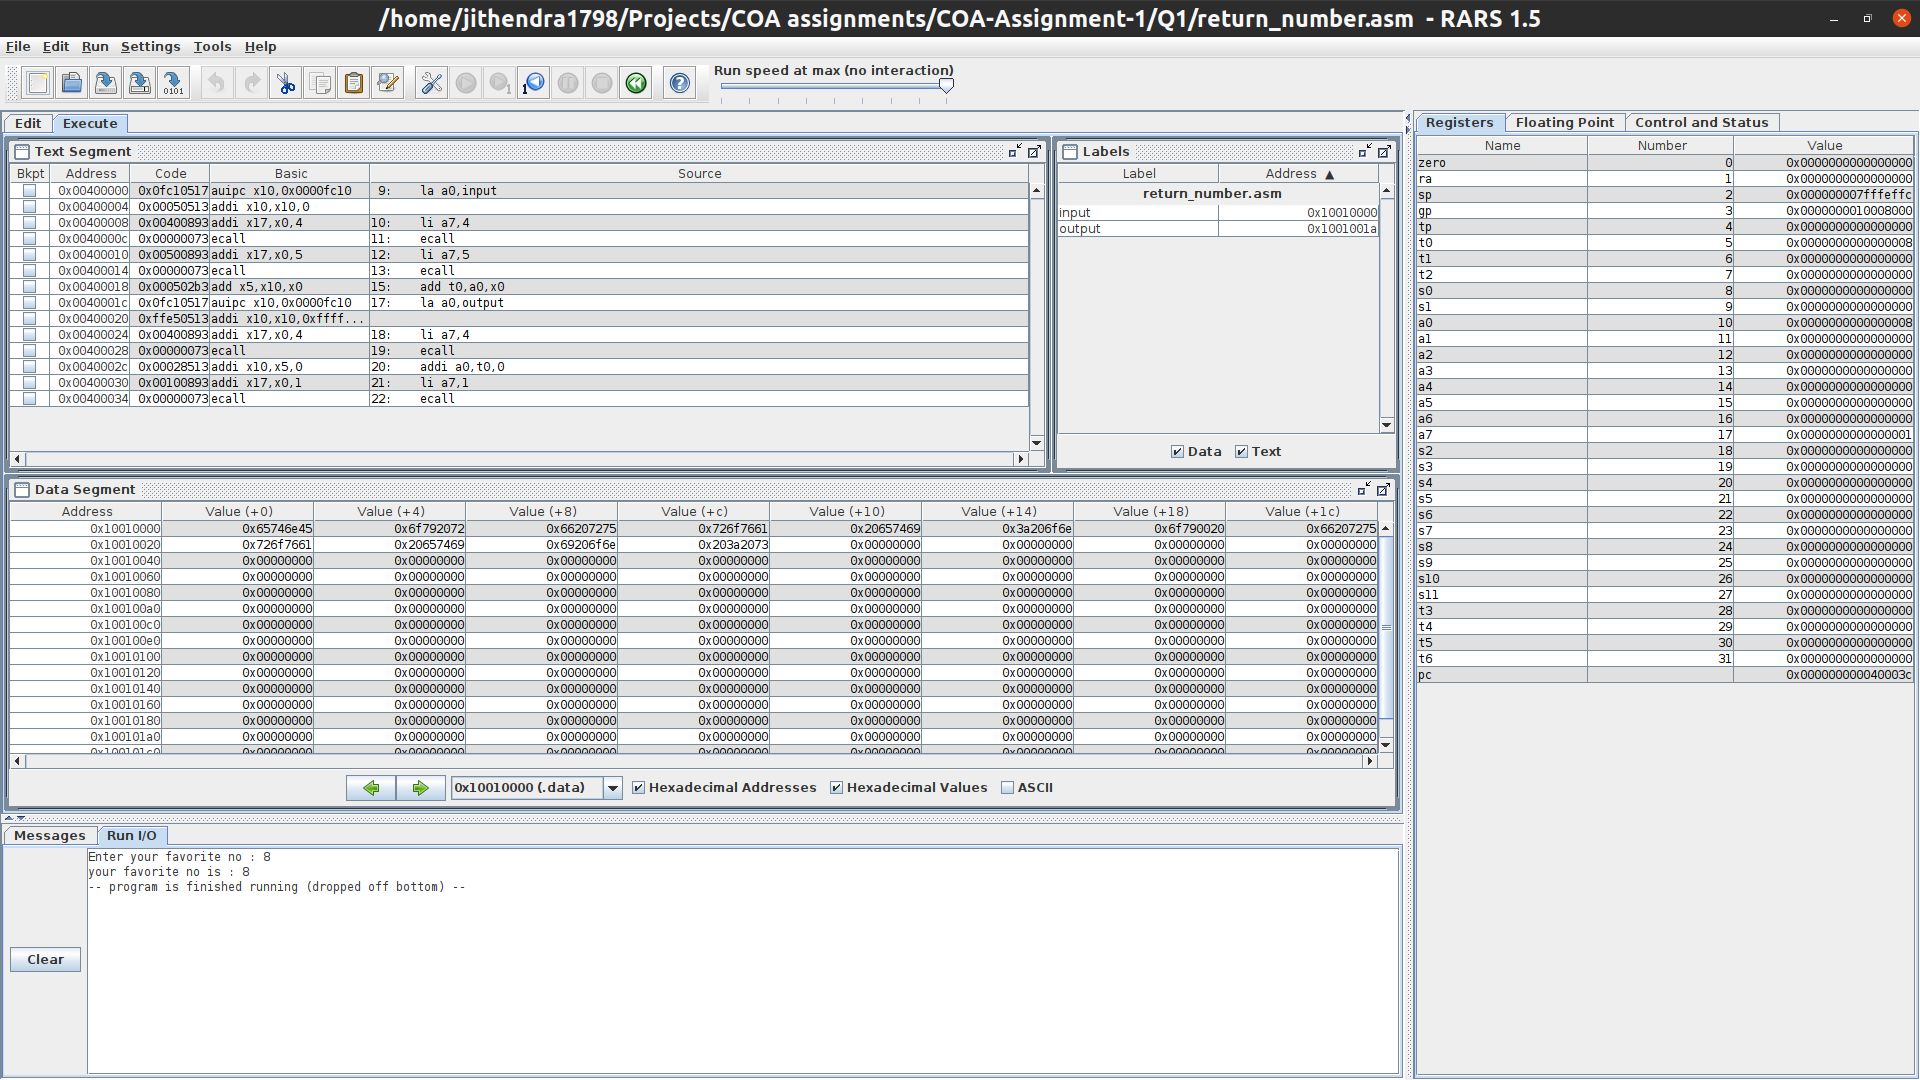 /home/jithendra1798/Projects/COA assignments/COA-Assignment-1/Q1/return_number.asm - RARS 1.5
File Edit Run Settings Tools Help
Run speed at max (no interaction)
Edit Execute
Text Segment
Bkpt Address Code Basic Source
0x00400000 0x0fc10517 auipc x10,0x0000fc10 9: la a0,input
0x00400004 0x00050513 addi x10,x10,0
0x00400008 0x00400893 addi x17,x0,4 10: li a7,4
0x0040000c 0x00000073 ecall 11: ecall
0x00400010 0x00500893 addi x17,x0,5 12: li a7,5
0x00400014 0x00000073 ecall 13: ecall
0x00400018 0x000502b3 add x5,x10,x0 15: add t0,a0,x0
0x0040001c 0x0fc10517 auipc x10,0x0000fc10 17: la a0,output
0x00400020 0xffe50513 addi x10,x10,0xffff...
0x00400024 0x00400893 addi x17,x0,4 18: li a7,4
0x00400028 0x00000073 ecall 19: ecall
0x0040002c 0x00028513 addi x10,x5,0 20: addi a0,t0,0
0x00400030 0x00100893 addi x17,x0,1 21: li a7,1
0x00400034 0x00000073 ecall 22: ecall
Labels
Label Address ▲
return_number.asm
input 0x10010000
output 0x1001001a
Data Text
Data Segment
Address Value (+0) Value (+4) Value (+8) Value (+c) Value (+10) Value (+14) Value (+18) Value (+1c)
0x10010000 0x65746e45 0x6f792072 0x66207275 0x726f7661 0x20657469 0x3a206f6e 0x6f790020 0x66207275
0x10010020 0x726f7661 0x20657469 0x69206f6e 0x203a2073 0x00000000 0x00000000 0x00000000 0x00000000
0x10010040 0x00000000 0x00000000 0x00000000 0x00000000 0x00000000 0x00000000 0x00000000 0x00000000
0x10010060 0x00000000 0x00000000 0x00000000 0x00000000 0x00000000 0x00000000 0x00000000 0x00000000
0x10010080 0x00000000 0x00000000 0x00000000 0x00000000 0x00000000 0x00000000 0x00000000 0x00000000
0x100100a0 0x00000000 0x00000000 0x00000000 0x00000000 0x00000000 0x00000000 0x00000000 0x00000000
0x100100c0 0x00000000 0x00000000 0x00000000 0x00000000 0x00000000 0x00000000 0x00000000 0x00000000
0x100100e0 0x00000000 0x00000000 0x00000000 0x00000000 0x00000000 0x00000000 0x00000000 0x00000000
0x10010100 0x00000000 0x00000000 0x00000000 0x00000000 0x00000000 0x00000000 0x00000000 0x00000000
0x10010120 0x00000000 0x00000000 0x00000000 0x00000000 0x00000000 0x00000000 0x00000000 0x00000000
0x10010140 0x00000000 0x00000000 0x00000000 0x00000000 0x00000000 0x00000000 0x00000000 0x00000000
0x10010160 0x00000000 0x00000000 0x00000000 0x00000000 0x00000000 0x00000000 0x00000000 0x00000000
0x10010180 0x00000000 0x00000000 0x00000000 0x00000000 0x00000000 0x00000000 0x00000000 0x00000000
0x100101a0 0x00000000 0x00000000 0x00000000 0x00000000 0x00000000 0x00000000 0x00000000 0x00000000
0x100101c0 0x00000000 0x00000000 0x00000000 0x00000000 0x00000000 0x00000000 0x00000000 0x00000000
0x10010000 (.data) Hexadecimal Addresses Hexadecimal Values ASCII
Messages Run I/O
Clear
Enter your favorite no : 8
your favorite no is : 8
-- program is finished running (dropped off bottom) --
Registers Floating Point Control and Status
Name Number Value
zero 0 0x0000000000000000
ra 1 0x0000000000000000
sp 2 0x000000007fffeffc
gp 3 0x0000000010008000
tp 4 0x0000000000000000
t0 5 0x0000000000000008
t1 6 0x0000000000000000
t2 7 0x0000000000000000
s0 8 0x0000000000000000
s1 9 0x0000000000000000
a0 10 0x0000000000000008
a1 11 0x0000000000000000
a2 12 0x0000000000000000
a3 13 0x0000000000000000
a4 14 0x0000000000000000
a5 15 0x0000000000000000
a6 16 0x0000000000000000
a7 17 0x0000000000000001
s2 18 0x0000000000000000
s3 19 0x0000000000000000
s4 20 0x0000000000000000
s5 21 0x0000000000000000
s6 22 0x0000000000000000
s7 23 0x0000000000000000
s8 24 0x0000000000000000
s9 25 0x0000000000000000
s10 26 0x0000000000000000
s11 27 0x0000000000000000
t3 28 0x0000000000000000
t4 29 0x0000000000000000
t5 30 0x0000000000000000
t6 31 0x0000000000000000
pc 0x000000000040003c